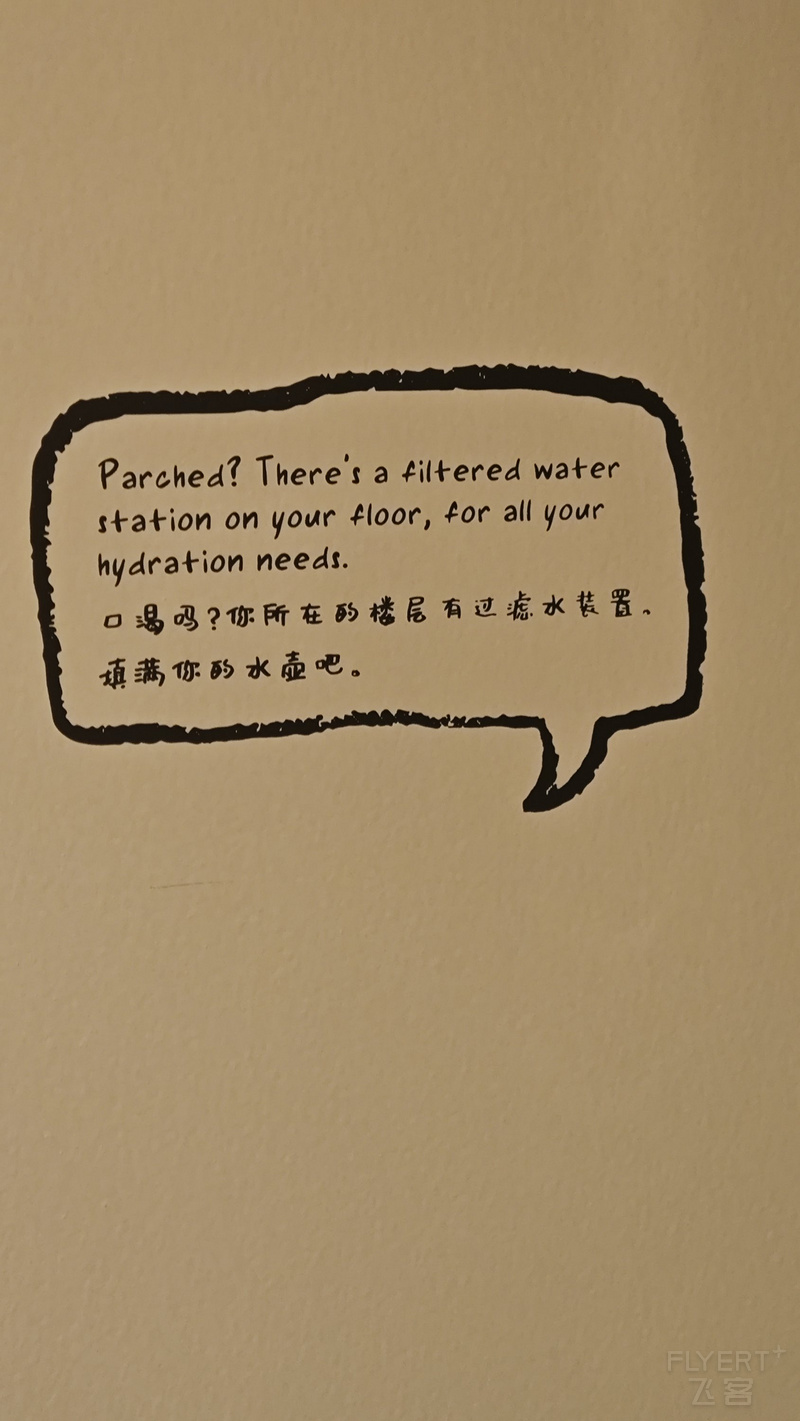 Parched? There's a filtered water
station on your floor, for all your
hydration needs.
口渴吗?你所在的楼层有过滤水装置。
填满你的水壶吧。
FLYERT+
飞客